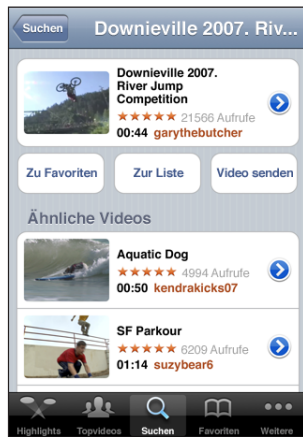 Suchen
Downieville 2007. Riv...
Downieville 2007.
River Jump
Competition
21566 Aufrufe
00:44 garythebutcher
Zu Favoriten
Zur Liste
Video senden
Ähnliche Videos
Aquatic Dog
4994 Aufrufe
00:50 kendrakicks07
SF Parkour
6209 Aufrufe
01:14 suzybear6
Highlights
Topvideos
Suchen
Favoriten
Weitere